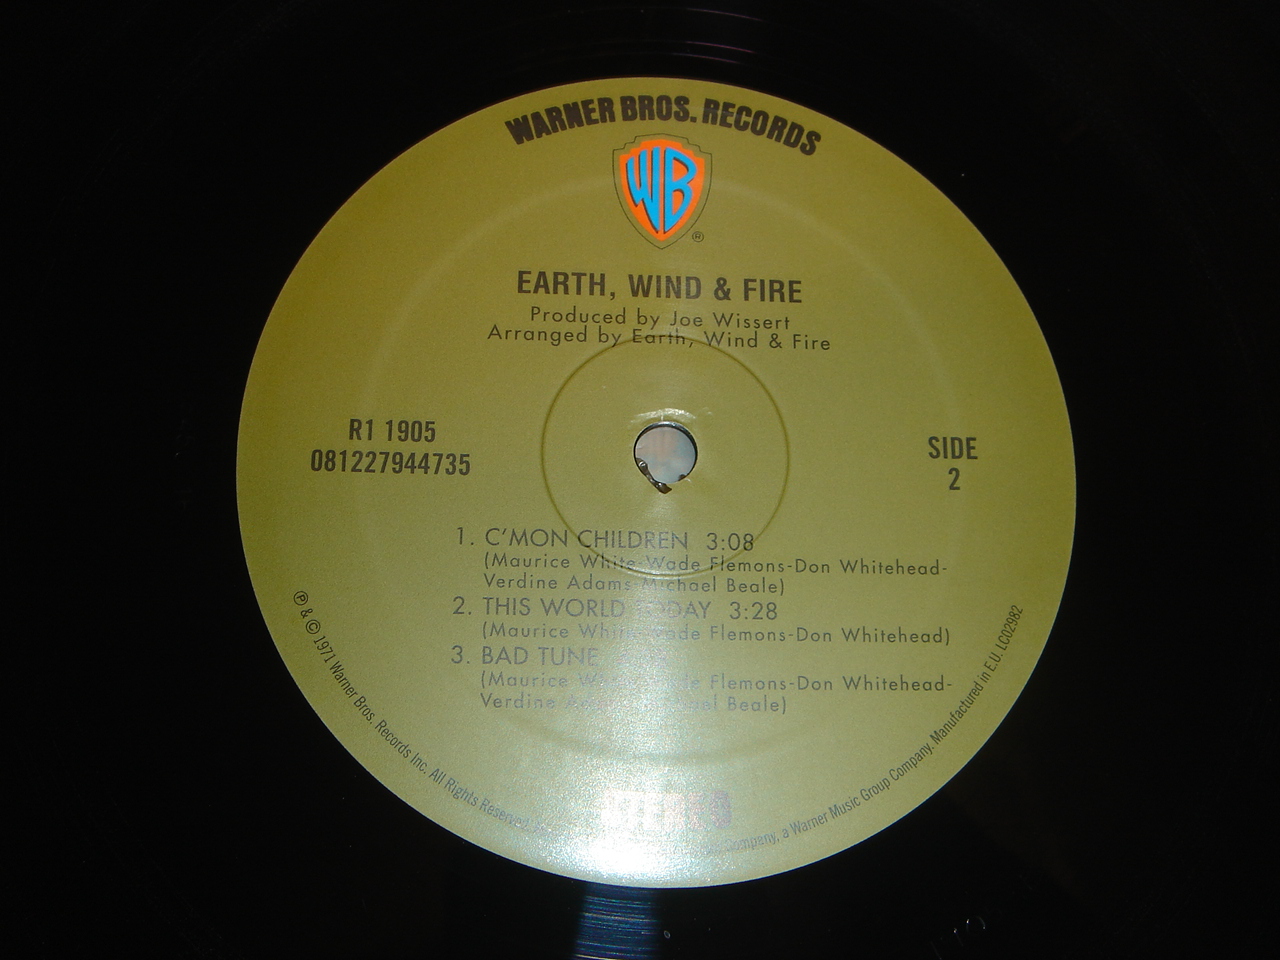 WARNER BROS. RECORDS
WB
®
EARTH, WIND & FIRE
Produced by Joe Wissert
Arranged by Earth, Wind & Fire
R1 1905
081227944735
SIDE
2
1. C'MON CHILDREN 3:08
(Maurice White-Wade Flemons-Don Whitehead-
Verdine Adams-Michael Beale)
2. THIS WORLD TODAY 3:28
(Maurice White-Wade Flemons-Don Whitehead)
3. BAD TUNE
(Maurice Wade Flemons-Don Whitehead-
Verdine Beale)
STEREO
℗ & © 1971 Warner Bros. Records Inc. All Rights Reserved. Company, a Warner Music Group Company. Manufactured in E.U. LC02982